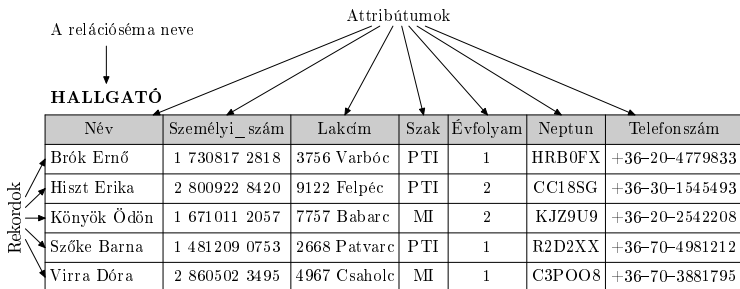 Attribútumok
A relációséma neve
HALLGATÓ
Név Személyi_szám Lakcím Szak Évfolyam Neptun Telefonszám
Rekordok
Brók Ernő 1 730817 2818 3756 Varbóc PTI 1 HRB0FX +36–20–4779833
Hiszt Erika 2 800922 8420 9122 Felpéc PTI 2 CC18SG +36–30–1545493
Könyök Ödön 1 671011 2057 7757 Babarc MI 2 KJZ9U9 +36–20–2542208
Szőke Barna 1 481209 0753 2668 Patvarc PTI 1 R2D2XX +36–70–4981212
Virra Dóra 2 860502 3495 4967 Csaholc MI 1 C3POO8 +36–70–3881795